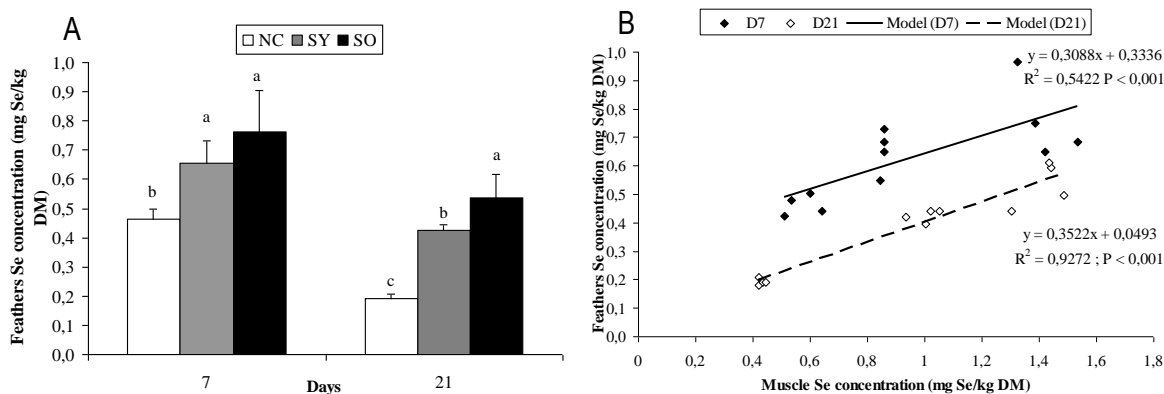 A
NC SY SO
Feathers Se concentration (mg Se/kg
DM)
1,0
0,9
0,8
0,7
0,6
0,5
0,4
0,3
0,2
0,1
0,0
b
a
a
c
b
a
7
Days
21
B
D7 D21 Model (D7) Model (D21)
Feathers Se concentration (mg Se/kg DM)
1,0
0,9
0,8
0,7
0,6
0,5
0,4
0,3
0,2
0,1
0,0
y = 0,3088x + 0,3336
R2 = 0,5422 P < 0,001
y = 0,3522x + 0,0493
R2 = 0,9272 ; P < 0,001
0,2 0,4 0,6 0,8 1 1,2 1,4 1,6 1,8
Muscle Se concentration (mg Se/kg DM)